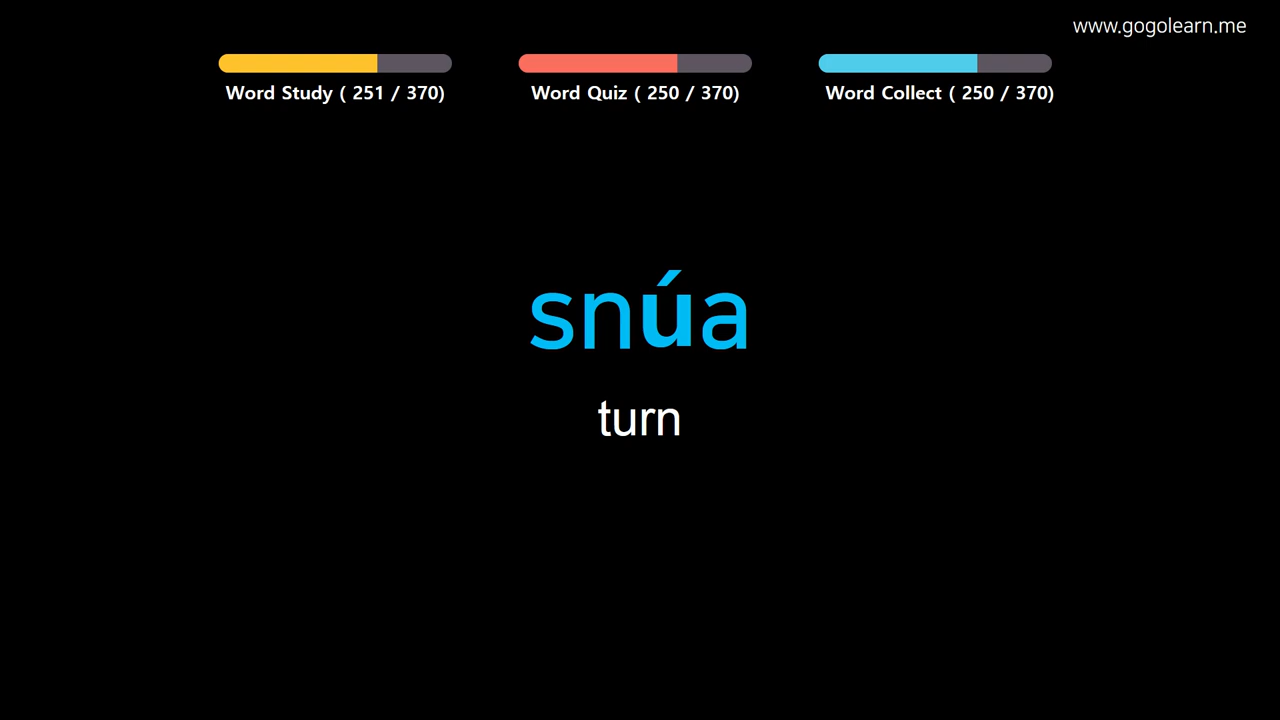 www.gogolearn.me
Word Study ( 251 / 370)
Word Quiz ( 250 / 370)
Word Collect ( 250 / 370)
snúa
turn